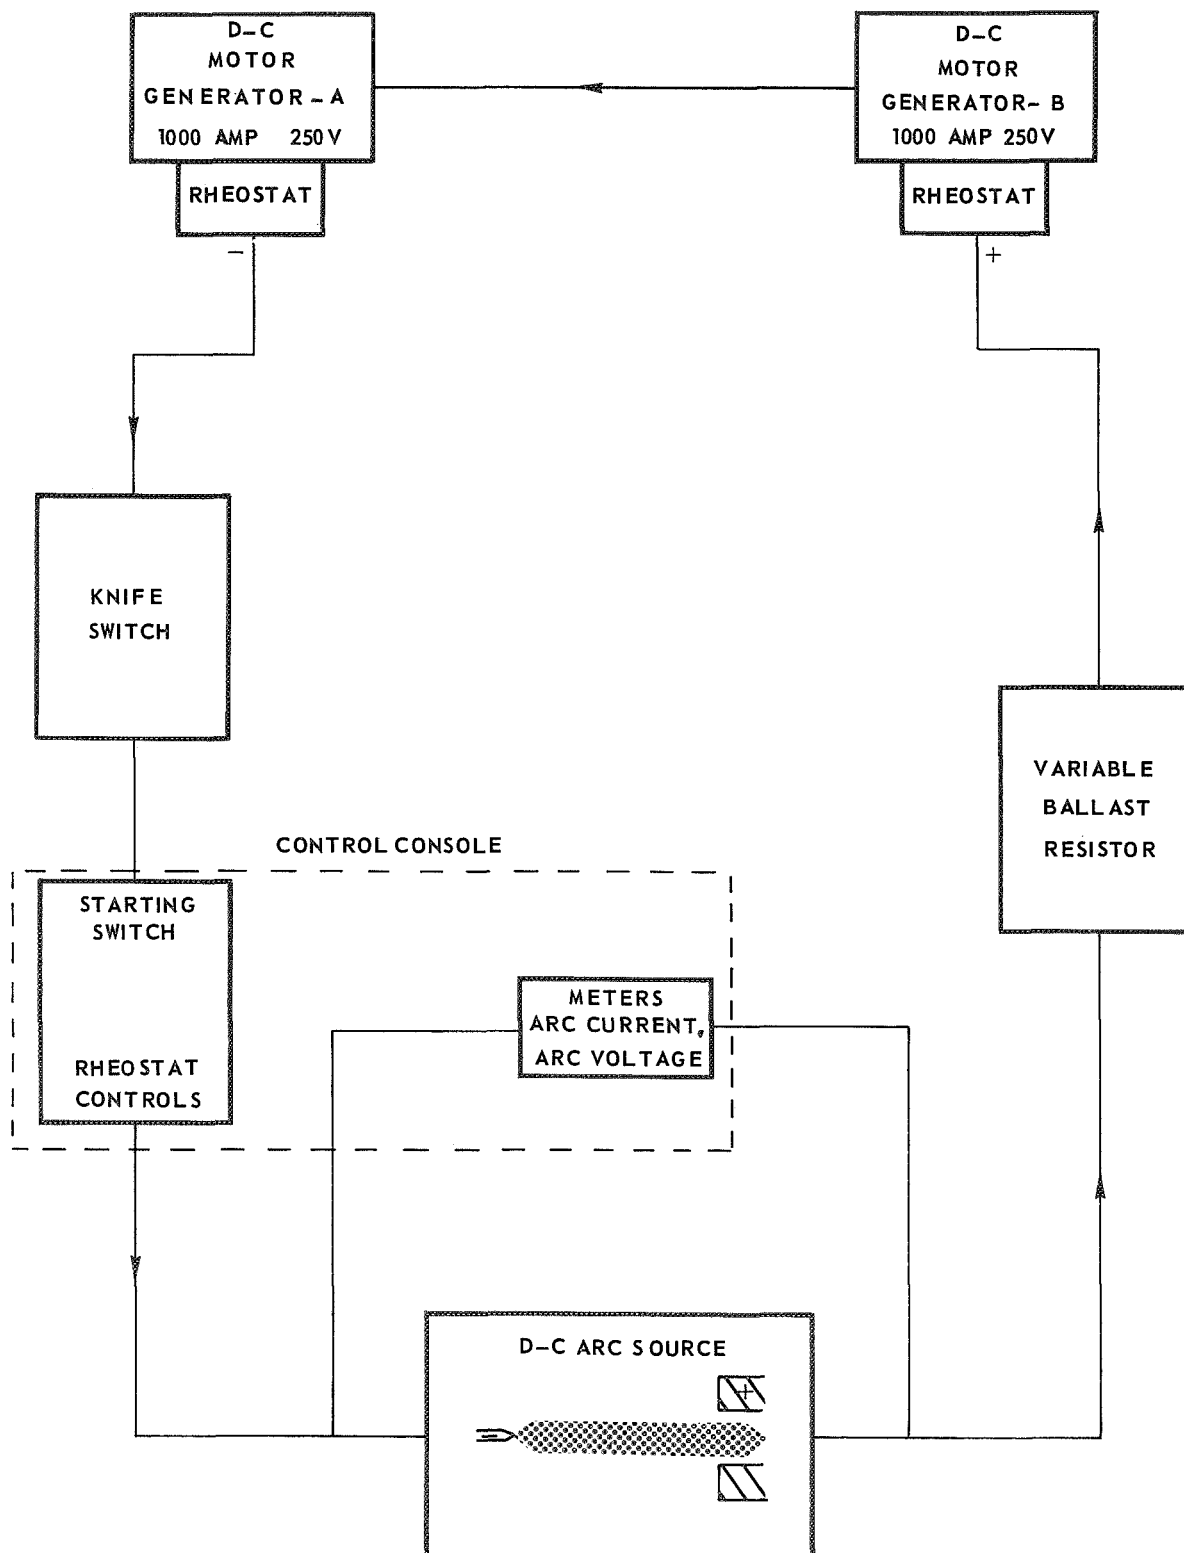 D-C
MOTOR
GENERATOR-A
1000 AMP 250V
RHEOSTAT
-
D-C
MOTOR
GENERATOR-B
1000 AMP 250V
RHEOSTAT
+
KNIFE
SWITCH
VARIABLE
BALLAST
RESISTOR
CONTROL CONSOLE
STARTING
SWITCH
RHEOSTAT
CONTROLS
METERS
ARC CURRENT,
ARC VOLTAGE
D-C ARC SOURCE
+
-